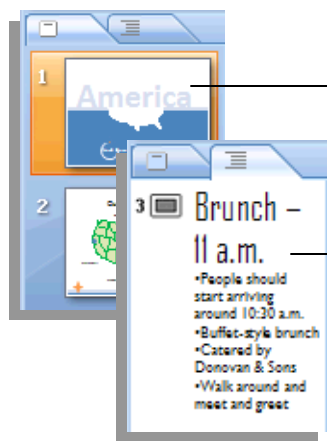 1
America
2
3
Brunch –
11 a.m.
•People should
start arriving
around 10:30 a.m.
•Buffet-style brunch
•Catered by
Donovan & Sons
•Walk around and
meet and greet